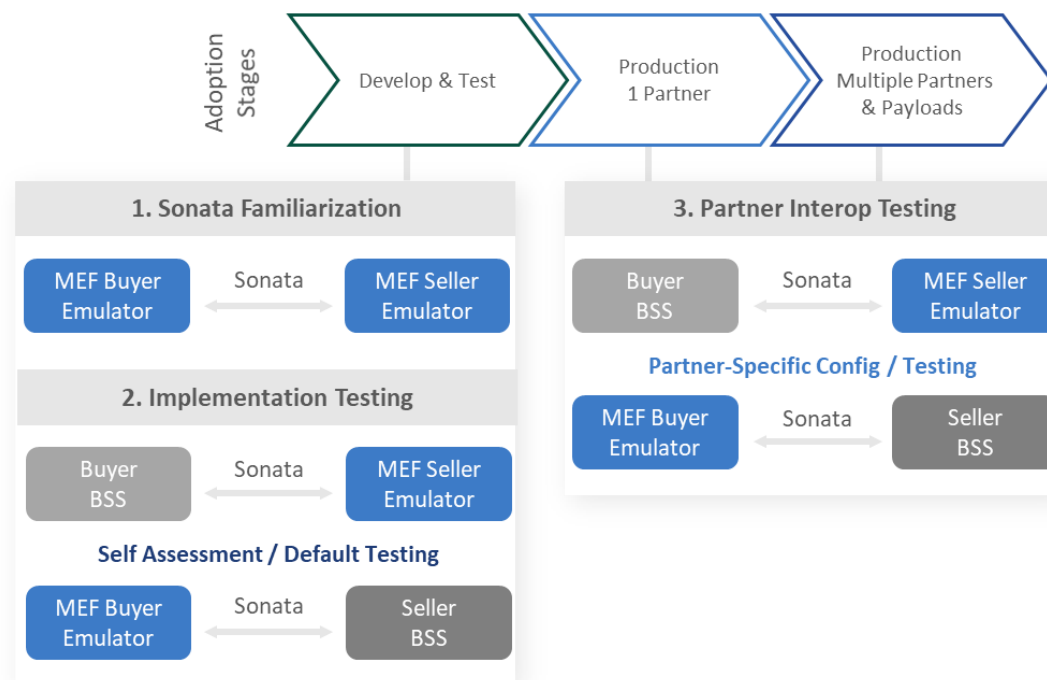 Adoption
Stages
Develop & Test
Production
1 Partner
Production
Multiple Partners
& Payloads
1. Sonata Familiarization
MEF Buyer
Emulator
Sonata
MEF Seller
Emulator
2. Implementation Testing
Buyer
BSS
Sonata
MEF Seller
Emulator
Self Assessment / Default Testing
MEF Buyer
Emulator
Sonata
Seller
BSS
3. Partner Interop Testing
Buyer
BSS
Sonata
MEF Seller
Emulator
Partner-Specific Config / Testing
MEF Buyer
Emulator
Sonata
Seller
BSS